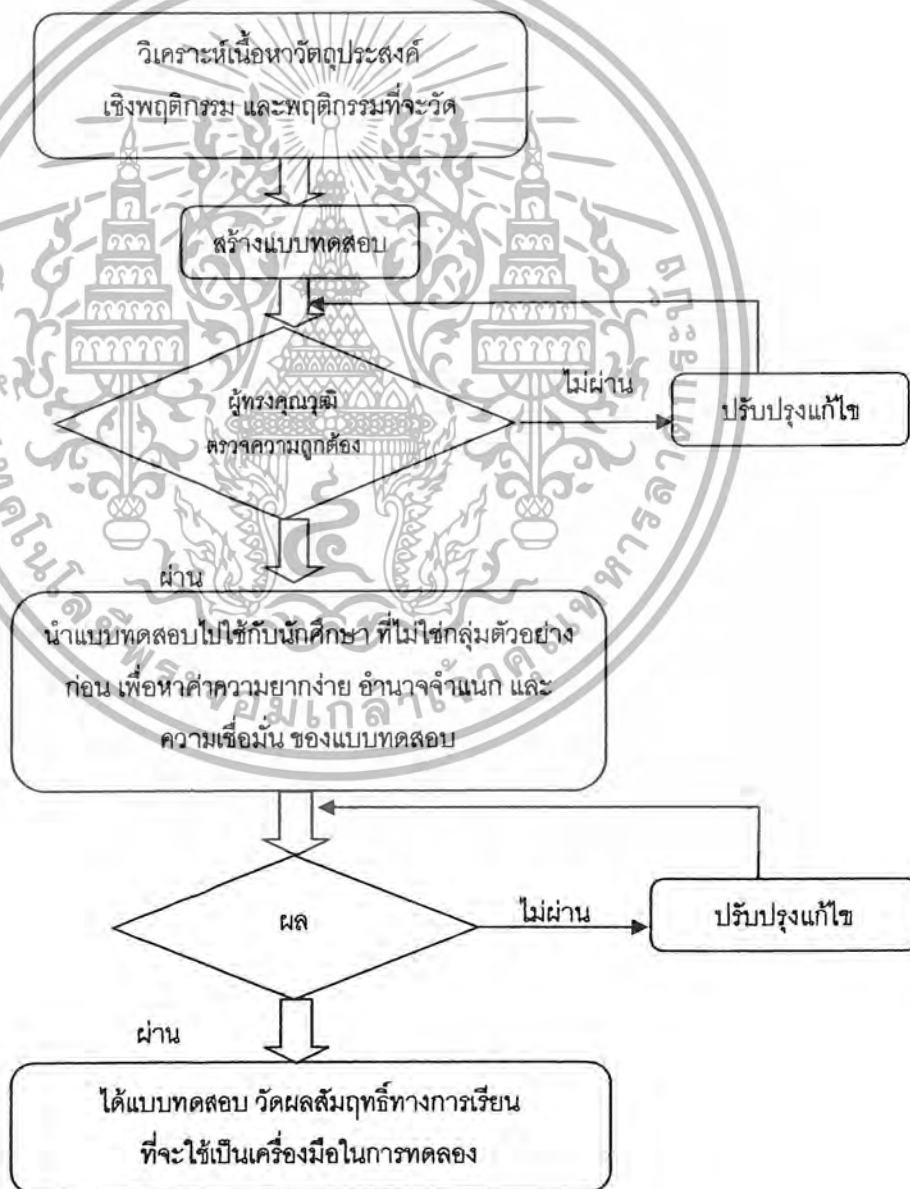 วิเคราะห์เนื้อหาวัตถุประสงค์
เชิงพฤติกรรม และพฤติกรรมที่จะวัด
สร้างแบบทดสอบ
ผู้ทรงคุณวุฒิ
ตรวจความถูกต้อง
ไม่ผ่าน
ปรับปรุงแก้ไข
ผ่าน
นำแบบทดสอบไปใช้กับนักศึกษา ที่ไม่ใช่กลุ่มตัวอย่าง
ก่อน เพื่อหาค่าความยากง่าย อำนาจจำแนก และ
ความเชื่อมั่น ของแบบทดสอบ
ผล
ไม่ผ่าน
ปรับปรุงแก้ไข
ผ่าน
ได้แบบทดสอบ วัดผลสัมฤทธิ์ทางการเรียน
ที่จะใช้เป็นเครื่องมือในการทดลอง